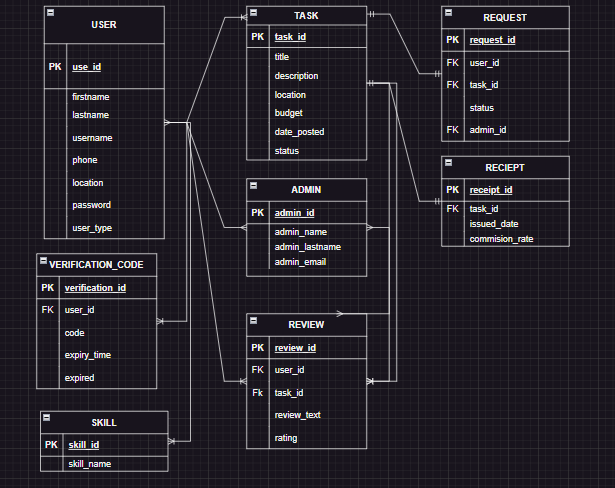 USER
PK use_id
firstname
lastname
username
phone
location
password
user_type
TASK
PK task_id
title
description
location
budget
date_posted
status
REQUEST
PK request_id
FK user_id
FK task_id
status
FK admin_id
RECIEPT
PK receipt_id
FK task_id
issued_date
commision_rate
ADMIN
PK admin_id
admin_name
admin_lastname
admin_email
VERIFICATION_CODE
PK verification_id
FK user_id
code
expiry_time
expired
REVIEW
PK review_id
FK user_id
Fk task_id
review_text
rating
SKILL
PK skill_id
skill_name